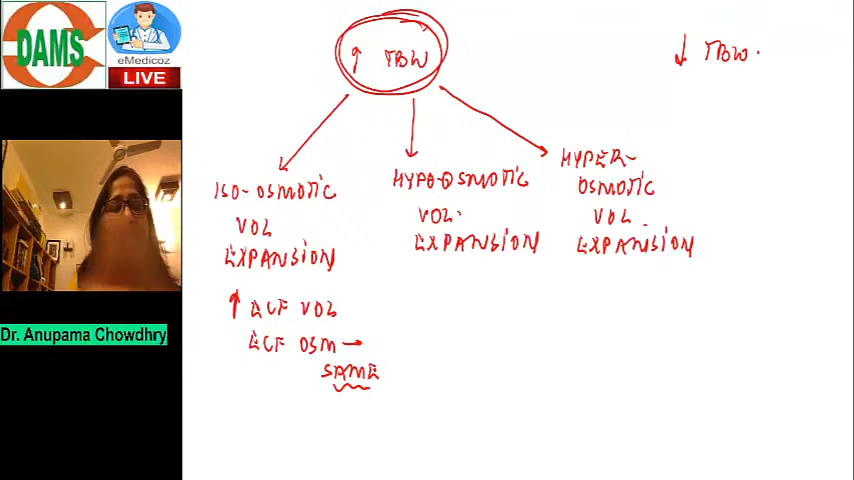 DAMS
eMedicoz
LIVE
Dr. Anupama Chowdhry
↑ TBW
↓ TBW.
ISO-OSMOTIC
VOL
EXPANSION
↑ ECF VOL
ECF OSM →
SAME
HYPO-OSMOTIC
VOL.
EXPANSION
HYPER-
OSMOTIC
VOL.
EXPANSION